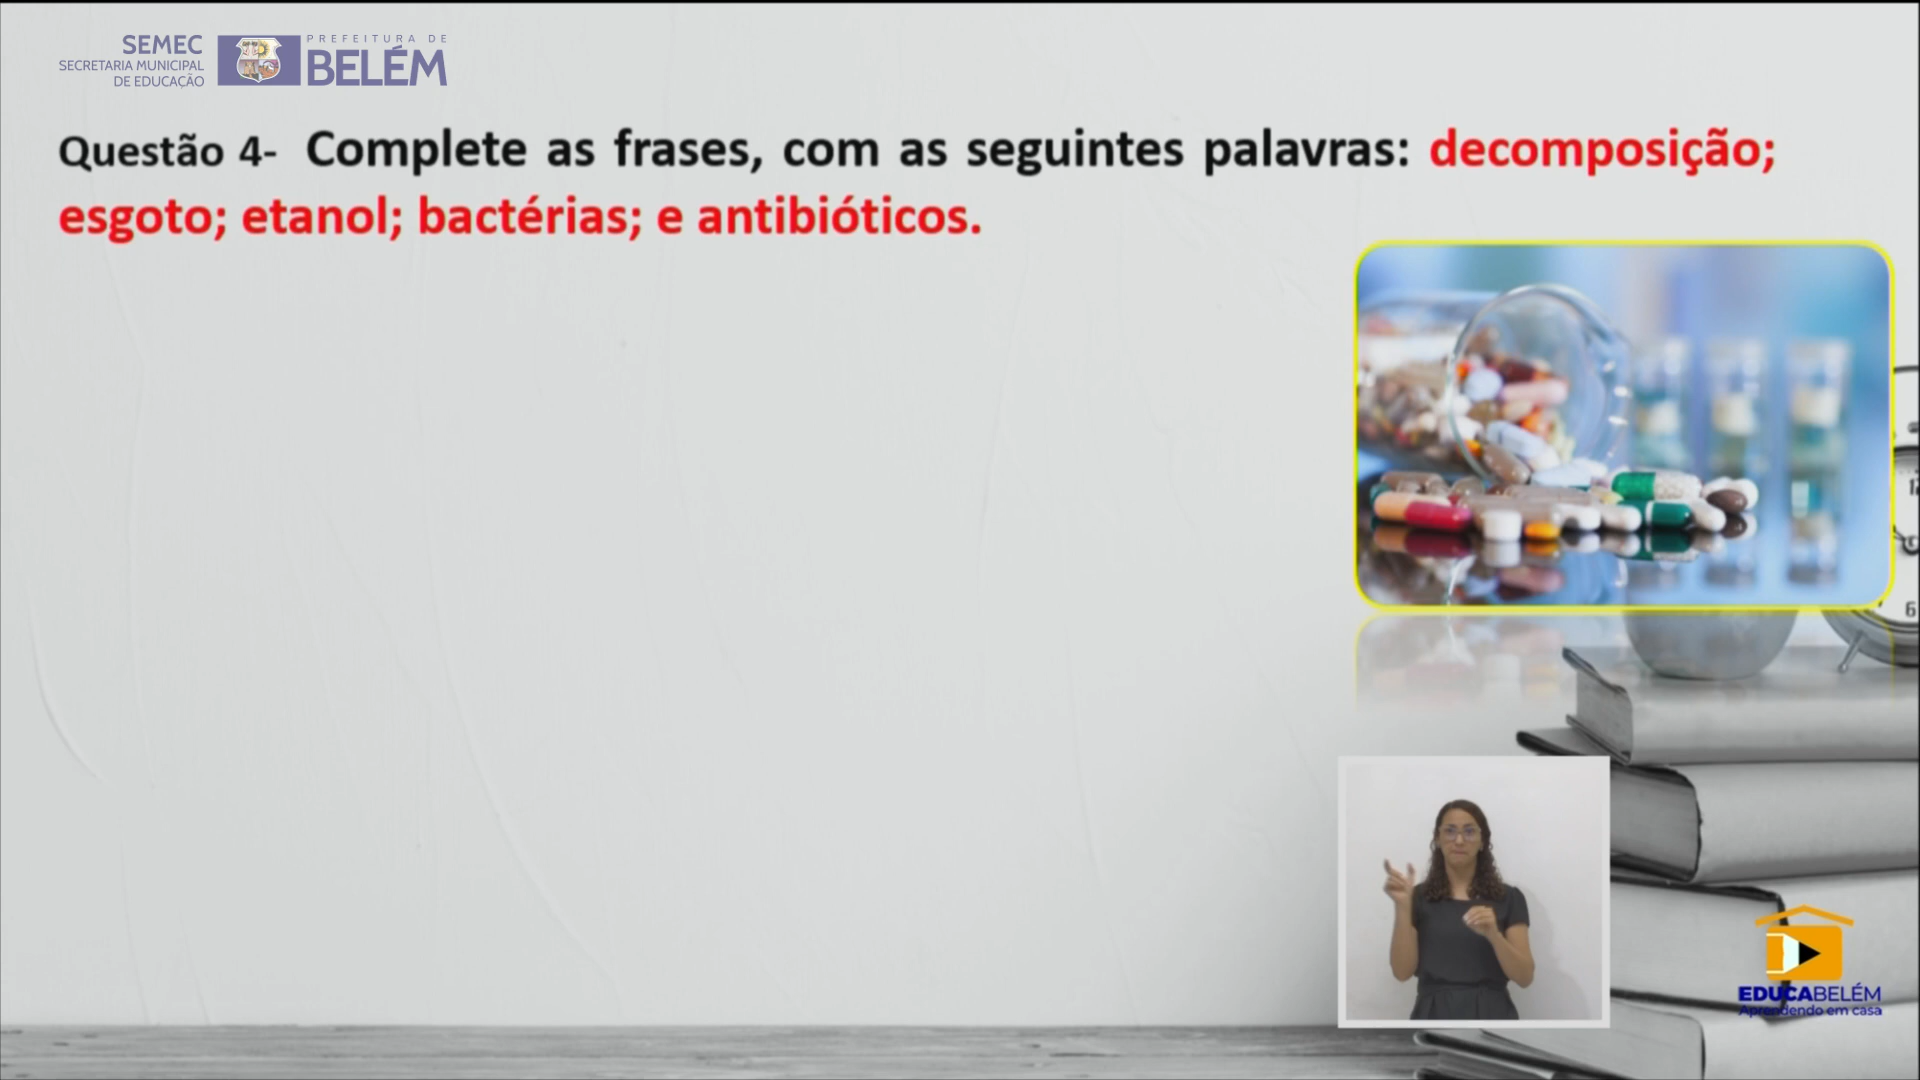 SEMEC
SECRETARIA MUNICIPAL
DE EDUCAÇÃO
PREFEITURA DE
BELÉM
Questão 4- Complete as frases, com as seguintes palavras: decomposição;
esgoto; etanol; bactérias; e antibióticos.
6
EDUCABELÉM
Aprendendo em casa